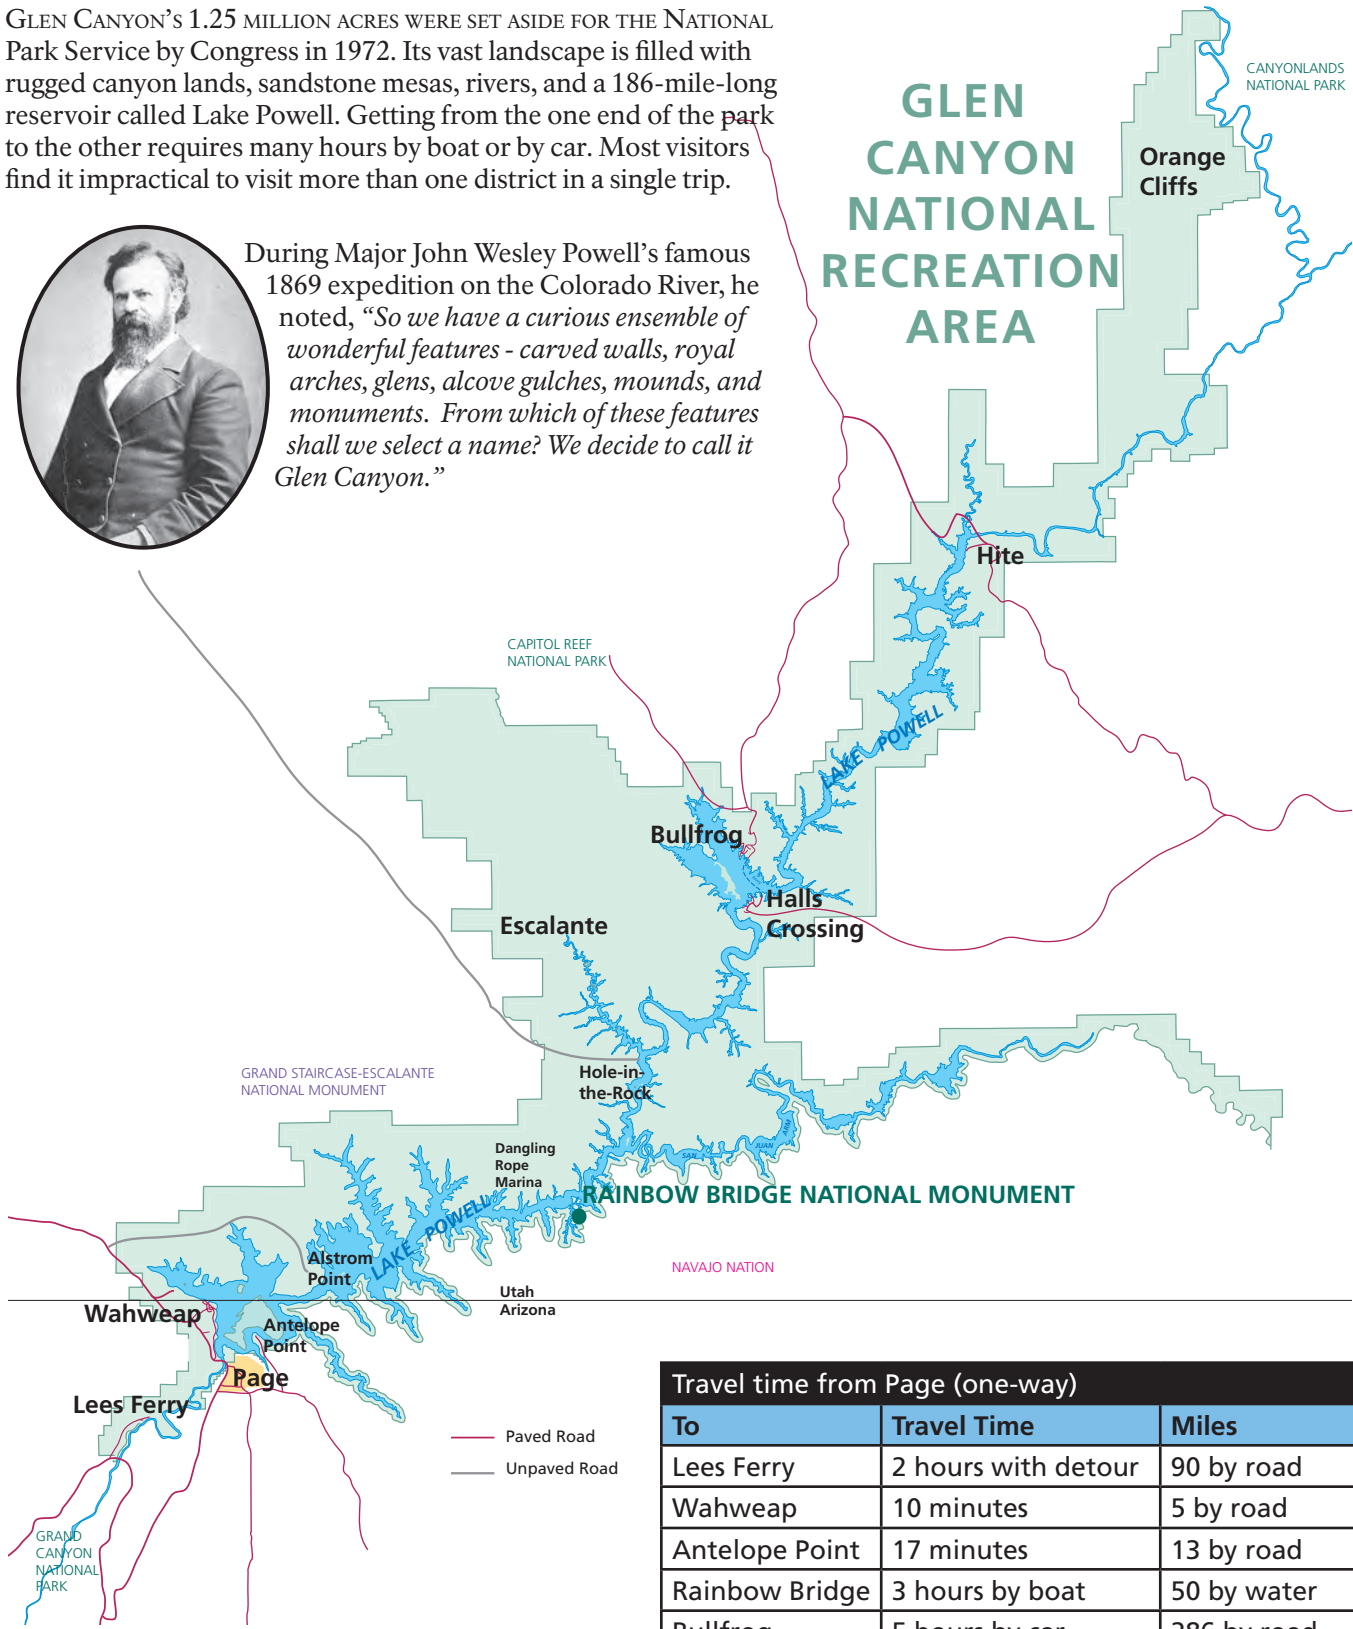 GLEN CANYON'S 1.25 MILLION ACRES WERE SET ASIDE FOR THE NATIONAL
Park Service by Congress in 1972. Its vast landscape is filled with
rugged canyon lands, sandstone mesas, rivers, and a 186-mile-long
reservoir called Lake Powell. Getting from the one end of the park
to the other requires many hours by boat or by car. Most visitors
find it impractical to visit more than one district in a single trip.
During Major John Wesley Powell's famous
1869 expedition on the Colorado River, he
noted, “So we have a curious ensemble of
wonderful features - carved walls, royal
arches, glens, alcove gulches, mounds, and
monuments. From which of these features
shall we select a name? We decide to call it
Glen Canyon.”
GLEN
CANYON
NATIONAL
RECREATION
AREA
CANYONLANDS
NATIONAL PARK
Orange
Cliffs
Hite
CAPITOL REEF
NATIONAL PARK
LAKE POWELL
Bullfrog
Halls
Crossing
Escalante
GRAND STAIRCASE-ESCALANTE
NATIONAL MONUMENT
Hole-in-
the-Rock
SAN JUAN ARM
Dangling
Rope
Marina
RAINBOW BRIDGE NATIONAL MONUMENT
LAKE POWELL
NAVAJO NATION
Alstrom
Point
Utah
Arizona
Wahweap
Antelope
Point
Page
Lees Ferry
Paved Road
Unpaved Road
GRAND
CANYON
NATIONAL
PARK
Travel time from Page (one-way)
To Travel Time Miles
Lees Ferry 2 hours with detour 90 by road
Wahweap 10 minutes 5 by road
Antelope Point 17 minutes 13 by road
Rainbow Bridge 3 hours by boat 50 by water
Bullfrog 5 hours by car 286 by road